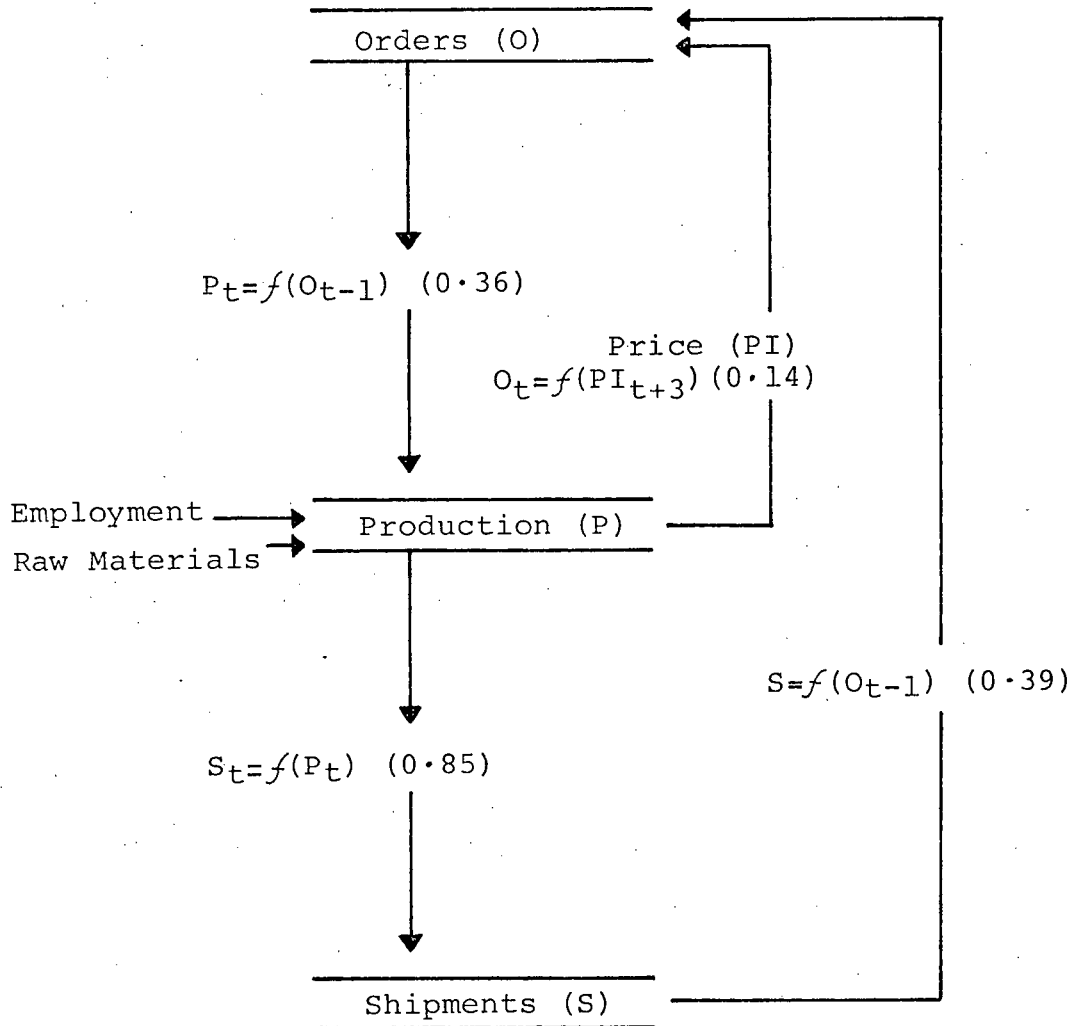 Orders (O)
Pt=f(Ot-1) (0·36)
Price (PI)
Ot=f(PIt+3) (0·14)
Employment
Raw Materials
Production (P)
S=f(Ot-1) (0·39)
St=f(Pt) (0·85)
Shipments (S)